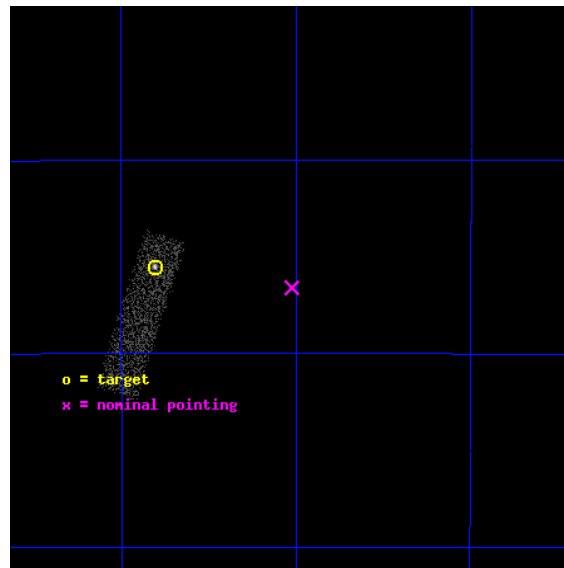 o = target
x = nominal pointing